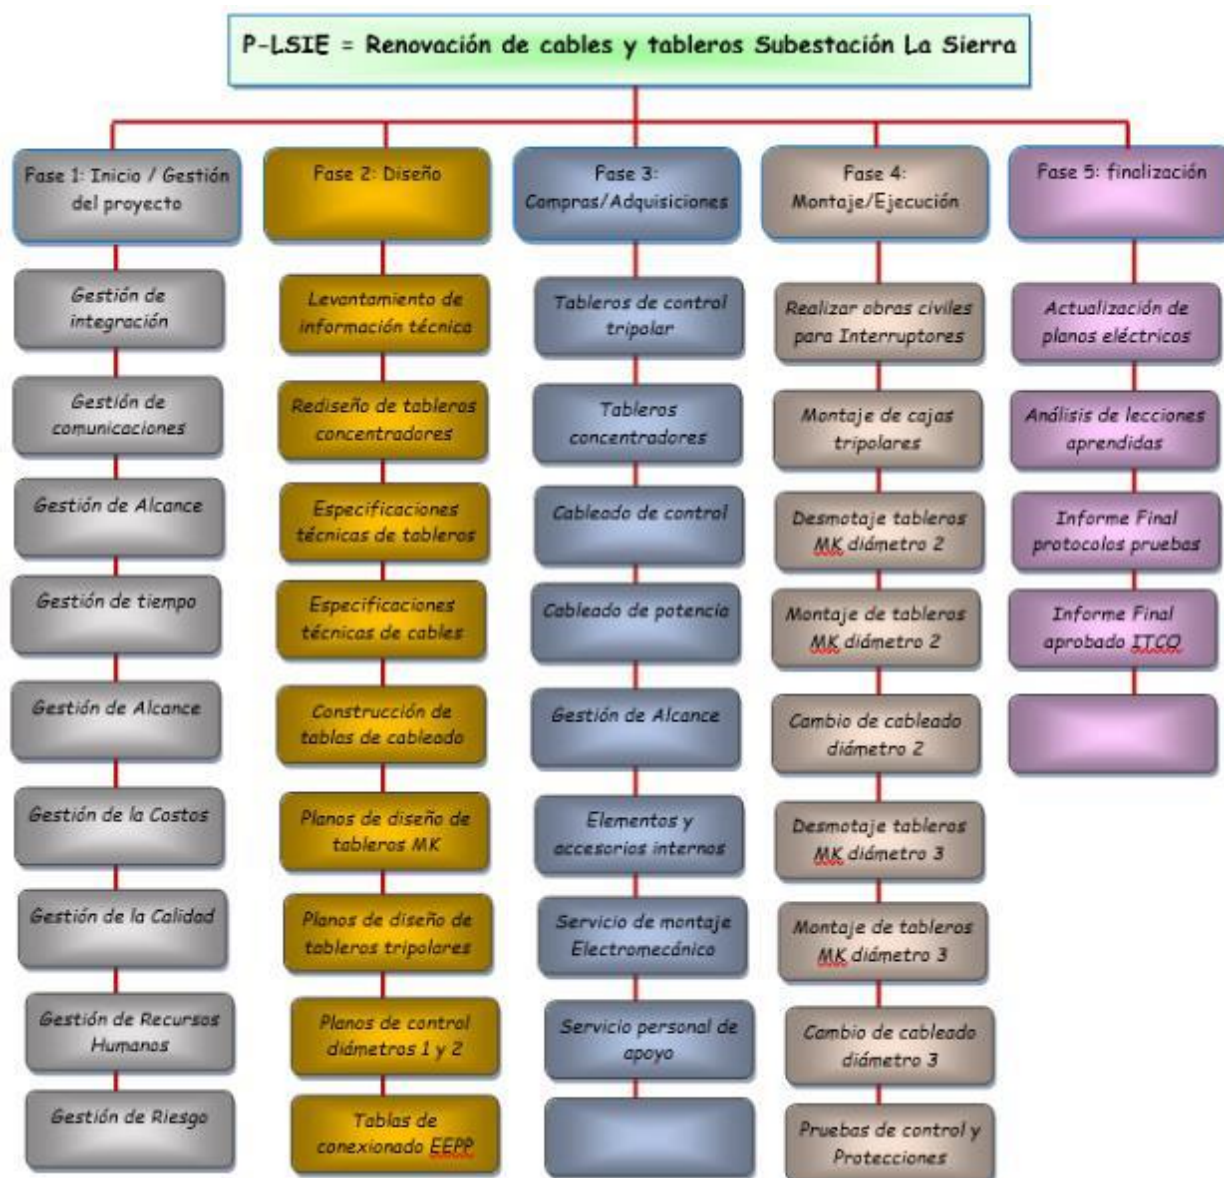 P-LSIE = Renovación de cables y tableros Subestación La Sierra
Fase 1: Inicio / Gestión
del proyecto
Gestión de
integración
Gestión de
comunicaciones
Gestión de Alcance
Gestión de tiempo
Gestión de Alcance
Gestión de la Costos
Gestión de la Calidad
Gestión de Recursos
Humanos
Gestión de Riesgo
Fase 2: Diseño
Levantamiento de
información técnica
Rediseño de tableros
concentradores
Especificaciones
técnicas de tableros
Especificaciones
técnicas de cables
Construcción de
tablas de cableado
Planos de diseño de
tableros MK
Planos de diseño de
tableros tripolares
Planos de control
diámetros 1 y 2
Tablas de
conexionado EEPP
Fase 3:
Compras/Adquisiciones
Tableros de control
tripolar
Tableros
concentradores
Cableado de control
Cableado de potencia
Gestión de Alcance
Elementos y
accesorios internos
Servicio de montaje
Electromecánico
Servicio personal de
apoyo
Fase 4:
Montaje/Ejecución
Realizar obras civiles
para Interruptores
Montaje de cajas
tripolares
Desmotaje tableros
MK diámetro 2
Montaje de tableros
MK diámetro 2
Cambio de cableado
diámetro 2
Desmotaje tableros
MK diámetro 3
Montaje de tableros
MK diámetro 3
Cambio de cableado
diámetro 3
Pruebas de control y
Protecciones
Fase 5: finalización
Actualización de
planos eléctricos
Análisis de lecciones
aprendidas
Informe Final
protocolos pruebas
Informe Final
aprobado ITCO